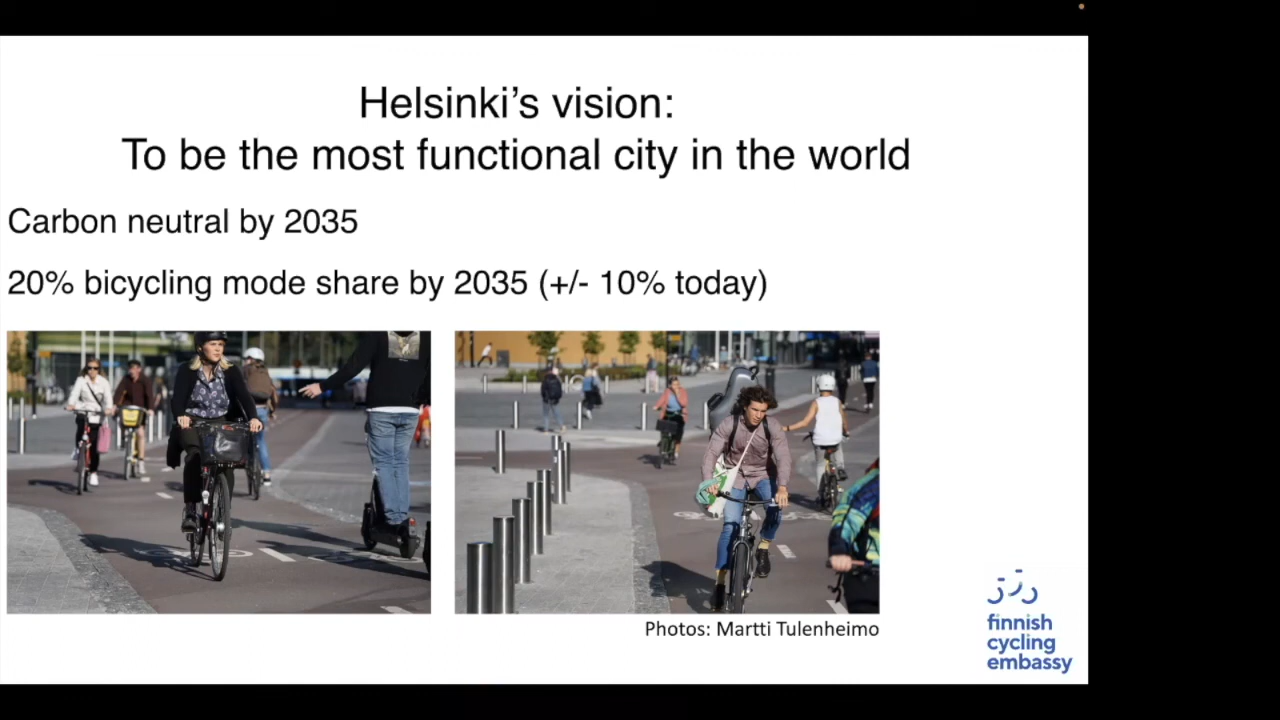 Helsinki’s vision:
To be the most functional city in the world
Carbon neutral by 2035
20% bicycling mode share by 2035 (+/- 10% today)
Photos: Martti Tulenheimo
finnish
cycling
embassy